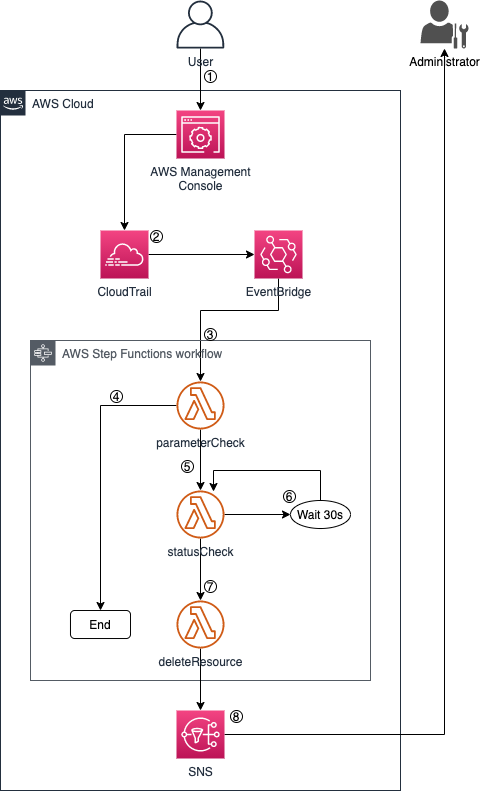 User
Administrator
①
aws
AWS Cloud
AWS Management
Console
②
CloudTrail
EventBridge
③
AWS Step Functions workflow
④
parameterCheck
⑤
⑥
Wait 30s
statusCheck
⑦
End
deleteResource
⑧
SNS